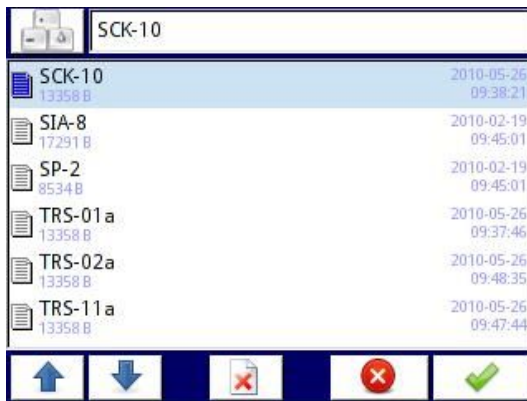 SCK-10
SCK-10 2010-05-26
13358 B 09:38:21
SIA-8 2010-02-19
17291 B 09:45:01
SP-2 2010-02-19
8534 B 09:45:01
TRS-01a 2010-05-26
13358 B 09:37:46
TRS-02a 2010-05-26
13358 B 09:48:35
TRS-11a 2010-05-26
13358 B 09:47:44